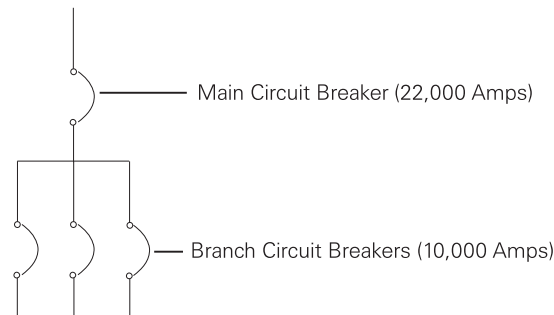 Main Circuit Breaker (22,000 Amps)
Branch Circuit Breakers (10,000 Amps)